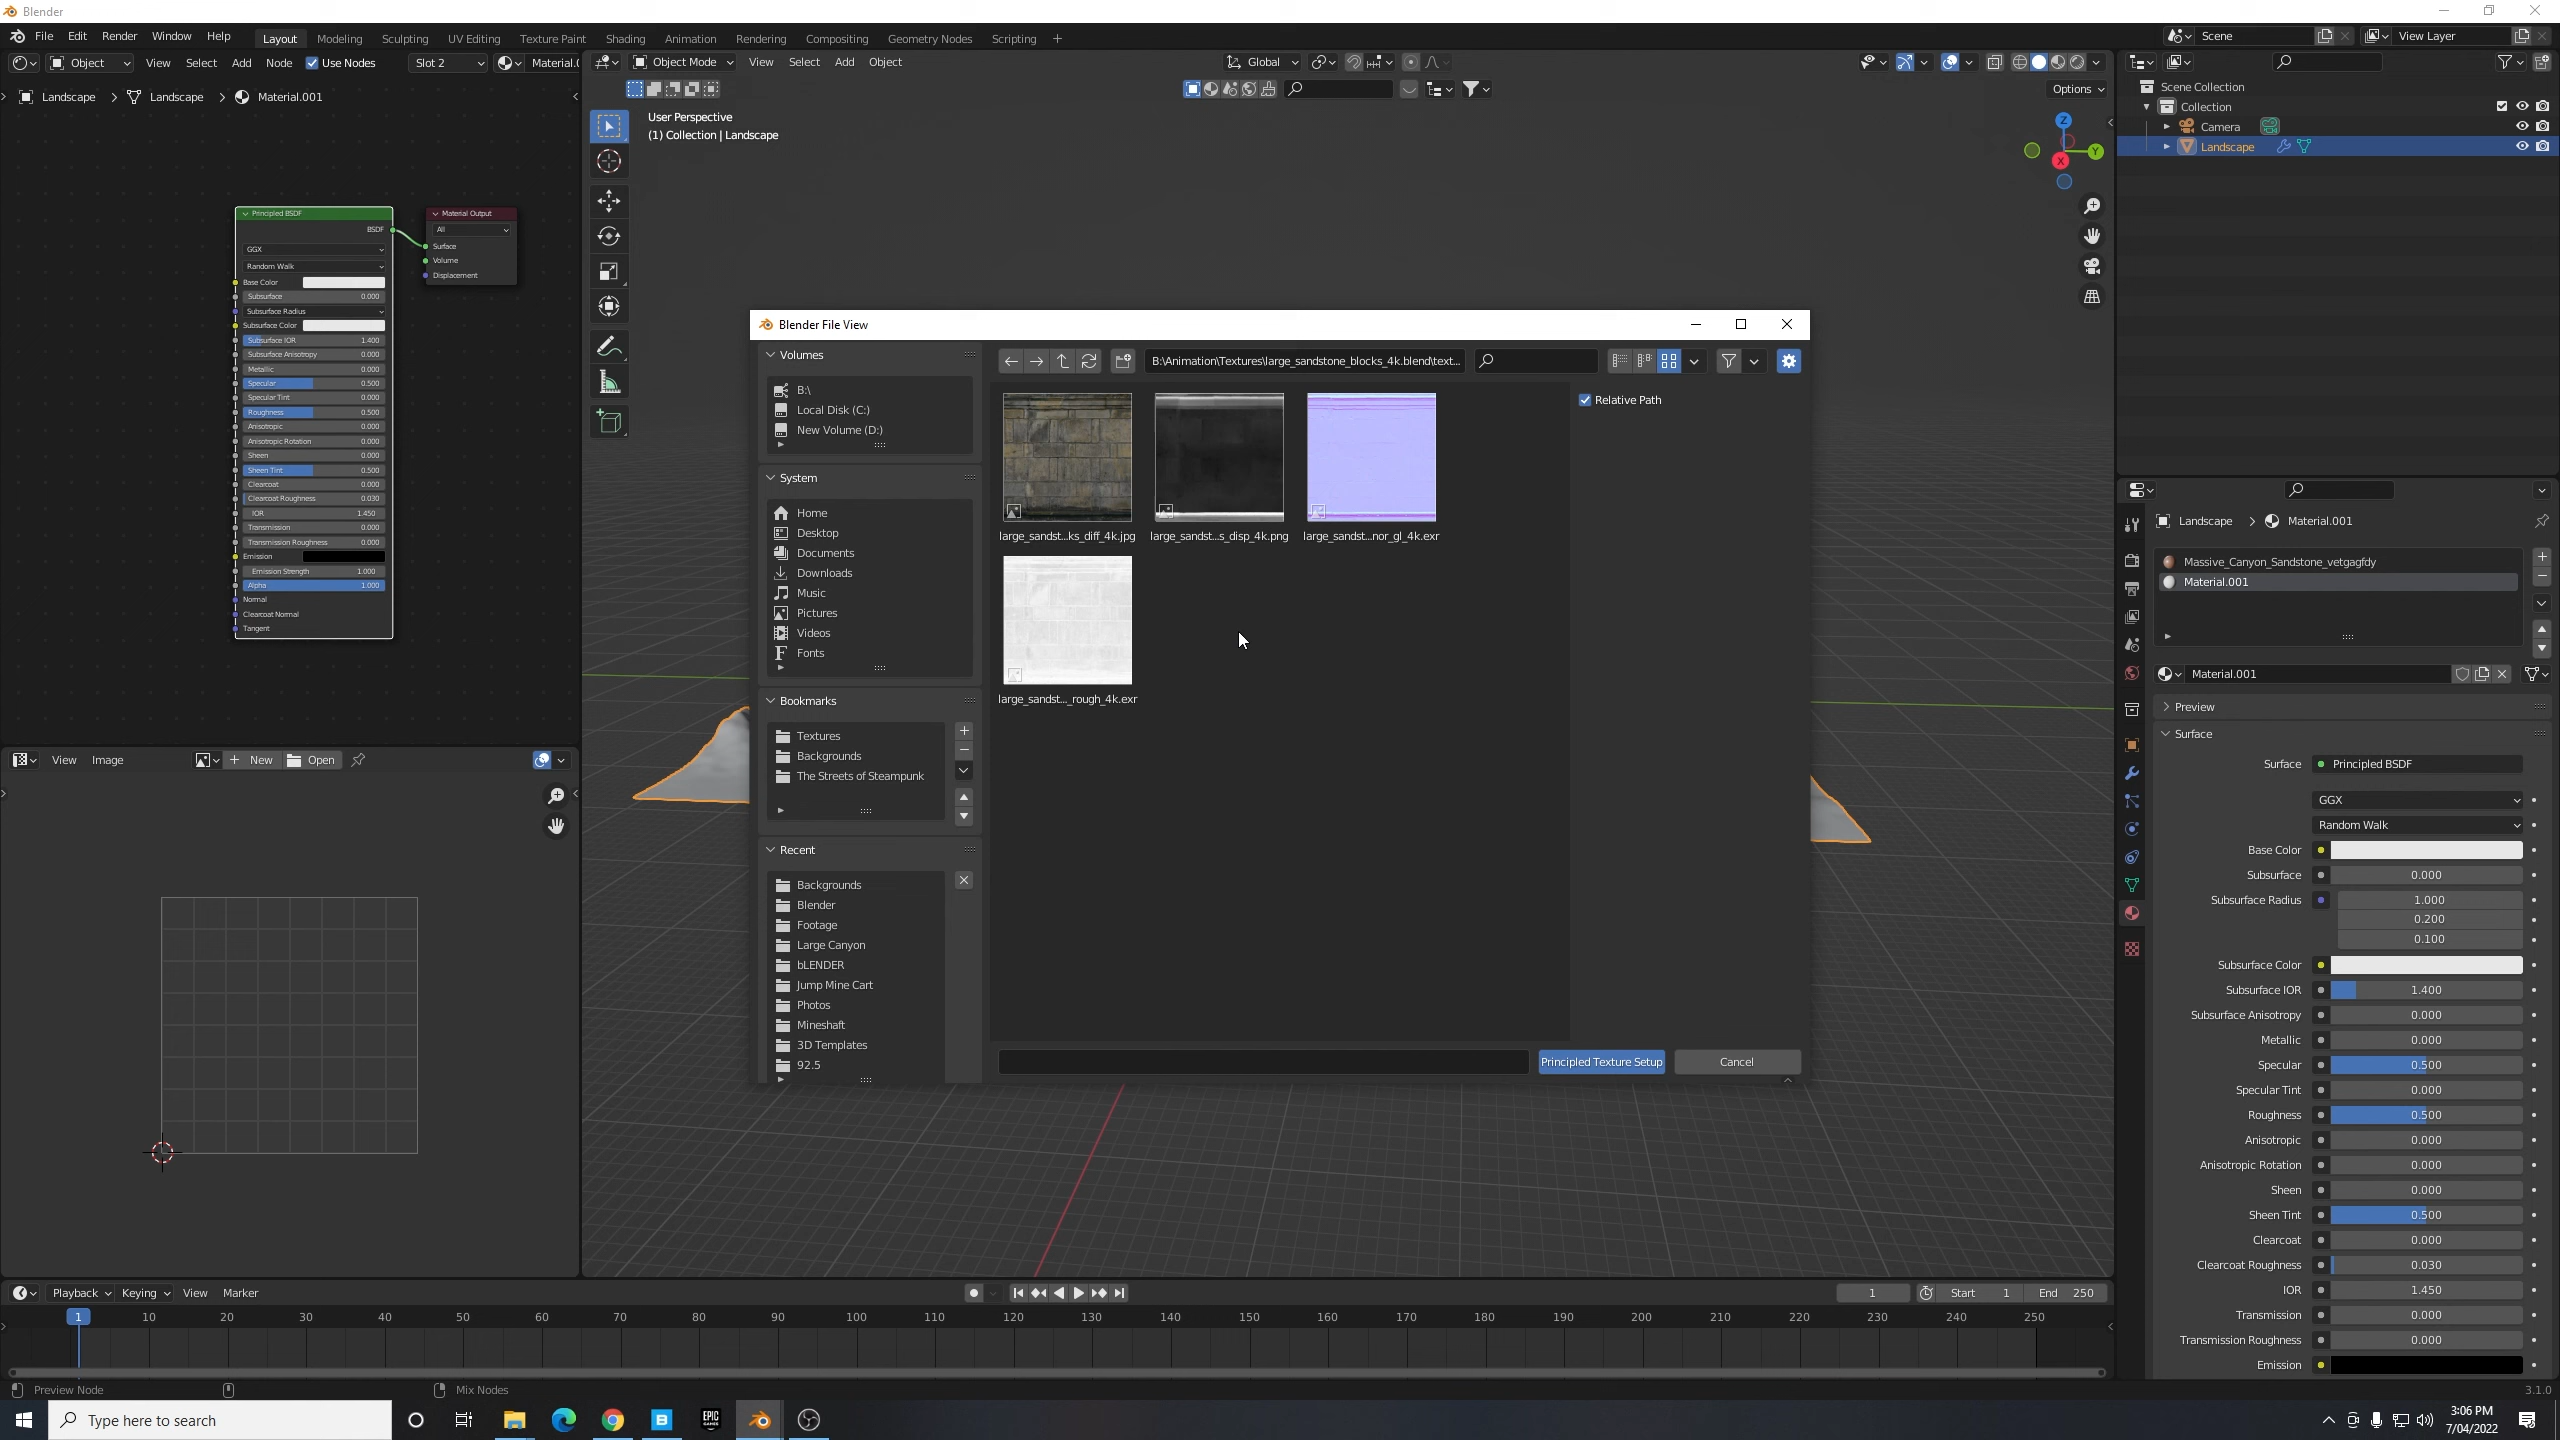 Blender
File Edit Render Window Help Layout Modeling Sculpting UV Editing Texture Paint Shading Animation Rendering Compositing Geometry Nodes Scripting +
Scene View Layer
Object View Select Add Node Use Nodes Slot 2 Material.0
Landscape > Landscape > Material.001
Principled BSDF
BSDF
GGX
Random Walk
Base Color
Subsurface 0.000
Subsurface Radius
Subsurface Color
Subsurface IOR 1.400
Subsurface Anisotropy 0.000
Metallic 0.000
Specular 0.500
Specular Tint 0.000
Roughness 0.500
Anisotropic 0.000
Anisotropic Rotation 0.000
Sheen 0.000
Sheen Tint 0.500
Clearcoat 0.000
Clearcoat Roughness 0.030
IOR 1.450
Transmission 0.000
Transmission Roughness 0.000
Emission
Emission Strength 1.000
Alpha 1.000
Normal
Clearcoat Normal
Tangent
Material Output
All
Surface
Volume
Displacement
View Image + New Open
Object Mode View Select Add Object Global
Options
User Perspective
(1) Collection | Landscape
Z
Y
X
Blender File View
Volumes
B:\
Local Disk (C:)
New Volume (D:)
System
Home
Desktop
Documents
Downloads
Music
Pictures
Videos
Fonts
Bookmarks
Textures
Backgrounds
The Streets of Steampunk
Recent
Backgrounds
Blender
Footage
Large Canyon
bLENDER
Jump Mine Cart
Photos
Mineshaft
3D Templates
92.5
B:\Animation\Textures\large_sandstone_blocks_4k.blend\text...
large_sandst...ks_diff_4k.jpg large_sandst...s_disp_4k.png large_sandst...nor_gl_4k.exr
large_sandst..._rough_4k.exr
Relative Path
Principled Texture Setup Cancel
Scene Collection
Collection
Camera
Landscape
Landscape > Material.001
Massive_Canyon_Sandstone_vetgagfdy
Material.001
Material.001
Preview
Surface
Surface Principled BSDF
GGX
Random Walk
Base Color
Subsurface 0.000
Subsurface Radius 1.000
0.200
0.100
Subsurface Color
Subsurface IOR 1.400
Subsurface Anisotropy 0.000
Metallic 0.000
Specular 0.500
Specular Tint 0.000
Roughness 0.500
Anisotropic 0.000
Anisotropic Rotation 0.000
Sheen 0.000
Sheen Tint 0.500
Clearcoat 0.000
Clearcoat Roughness 0.030
IOR 1.450
Transmission 0.000
Transmission Roughness 0.000
Emission
Playback Keying View Marker 1 Start 1 End 250
1 10 20 30 40 50 60 70 80 90 100 110 120 130 140 150 160 170 180 190 200 210 220 230 240 250
Preview Node Mix Nodes 3.1.0
Type here to search
EPIC
GAMES
3:06 PM
7/04/2022